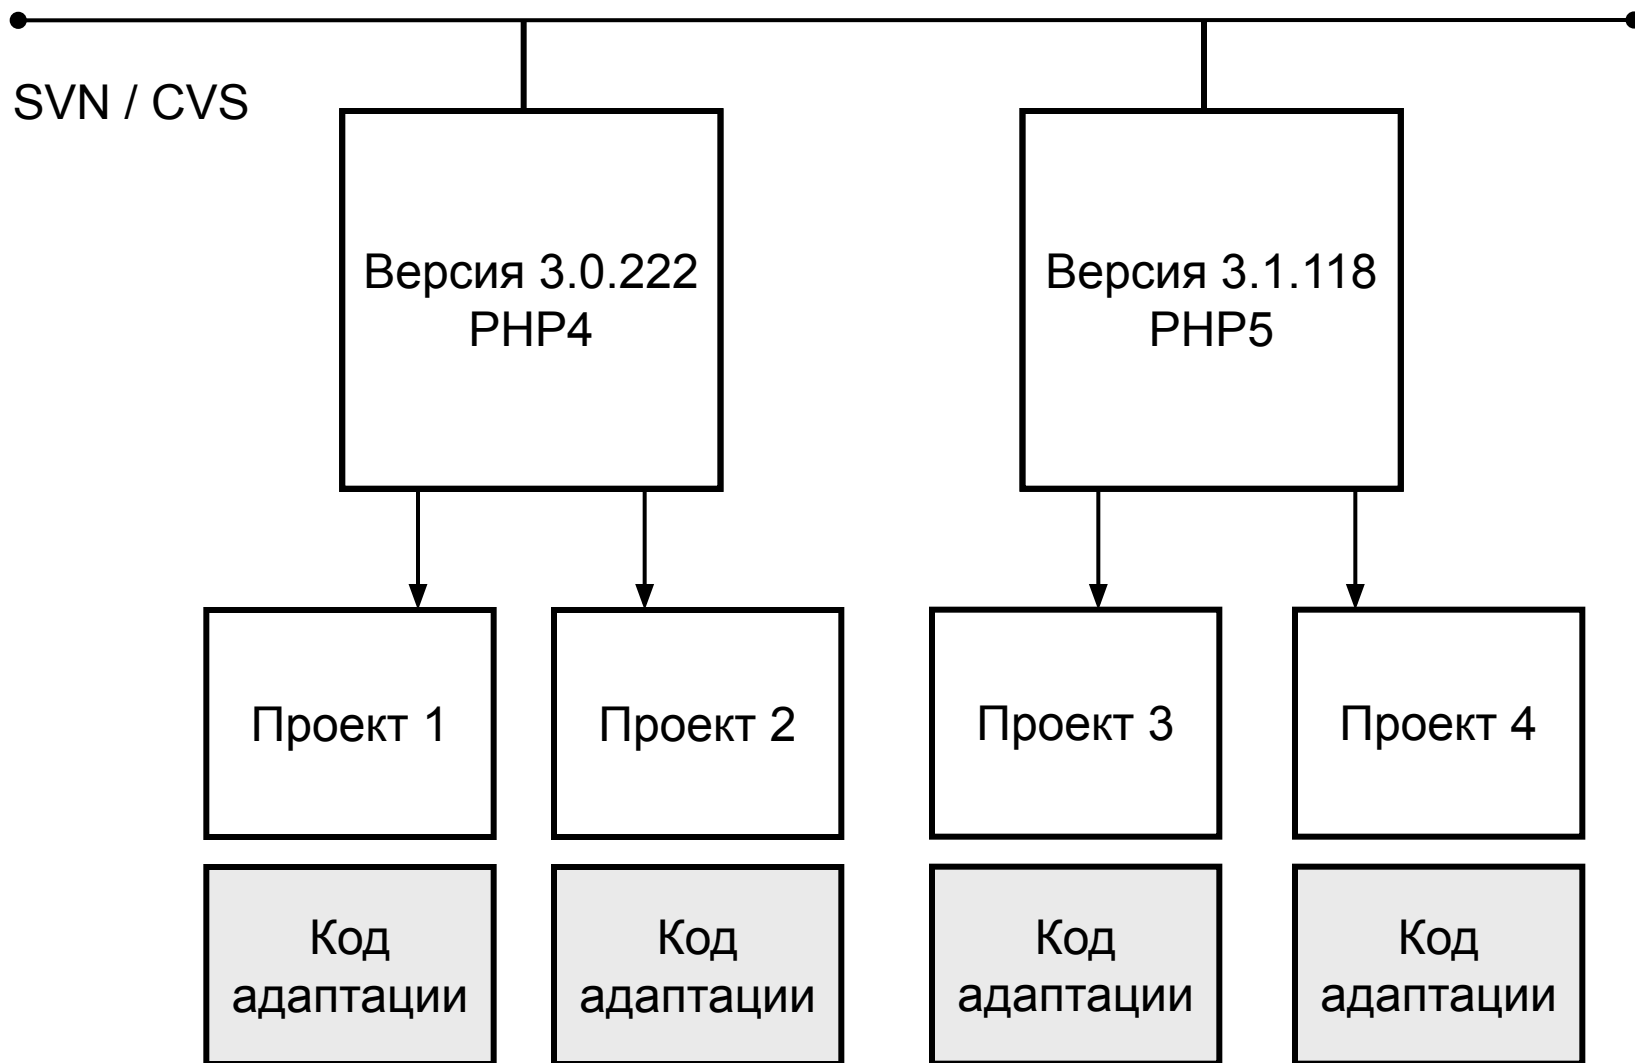 SVN / CVS
Версия 3.0.222
PHP4
Версия 3.1.118
PHP5
Проект 1
Проект 2
Проект 3
Проект 4
Код
адаптации
Код
адаптации
Код
адаптации
Код
адаптации